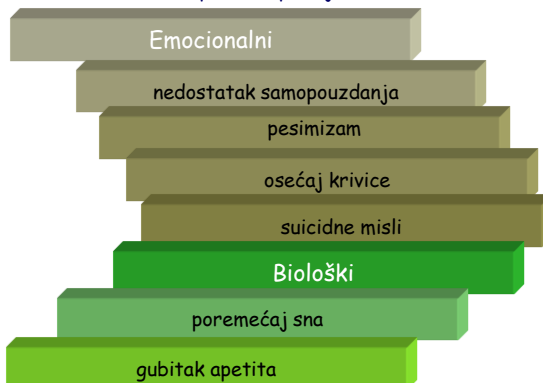 Emocionalni
nedostatak samopouzdanja
pesimizam
osećaj krivice
suicidne misli
Biološki
poremećaj sna
gubitak apetita